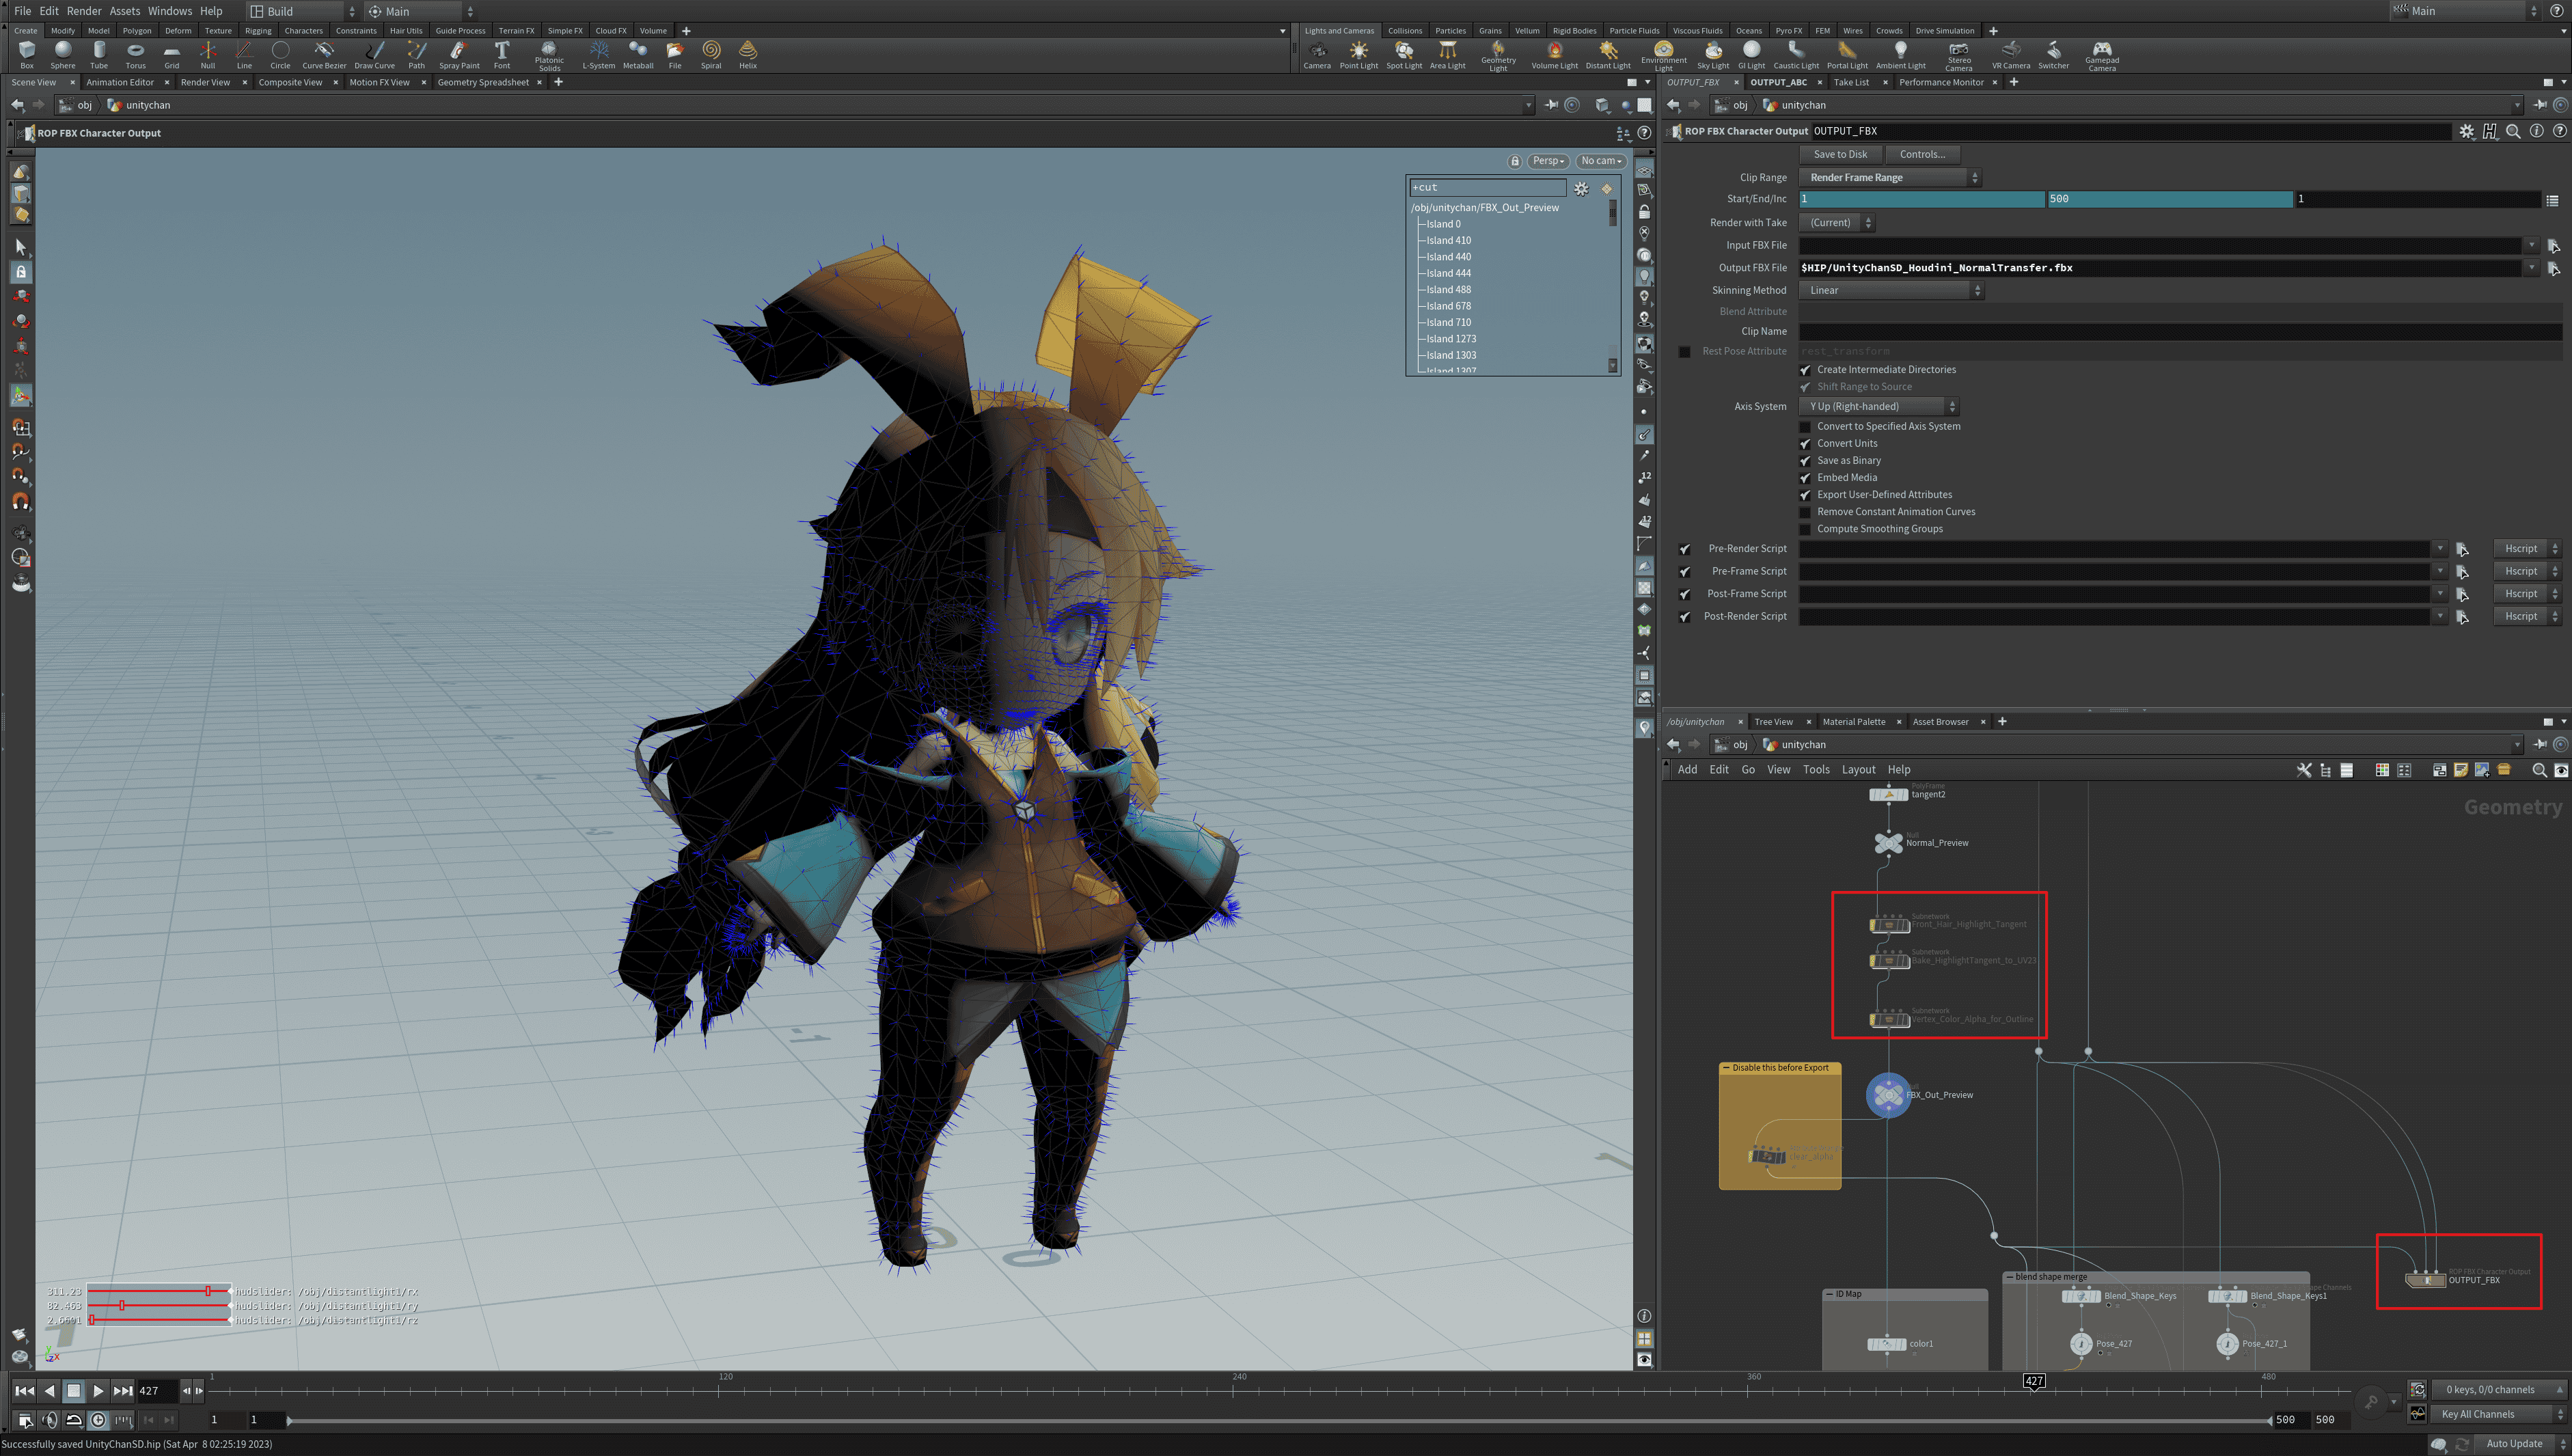 File Edit Render Assets Windows Help Build Main Main
Create Modify Model Polygon Deform Texture Rigging Characters Constraints Hair Utils Guide Process Terrain FX Simple FX Cloud FX Volume
Box Sphere Tube Torus Grid Null Line Circle Curve Bezier Draw Curve Path Spray Paint Font Platonic Solids L-System Metaball File Spiral Helix
Lights and Cameras Collisions Particles Grains Vellum Rigid Bodies Particle Fluids Viscous Fluids Oceans Pyro FX FEM Wires Crowds Drive Simulation
Camera Point Light Spot Light Area Light Geometry Light Volume Light Distant Light Environment Light Sky Light GI Light Caustic Light Portal Light Ambient Light Stereo Camera VR Camera Switcher Gamepad Camera
Scene View Animation Editor Render View Composite View Motion FX View Geometry Spreadsheet
obj unitychan
ROP FBX Character Output
Persp No cam
+cut
/obj/unitychan/FBX_Out_Preview
Island 0
Island 410
Island 440
Island 444
Island 488
Island 678
Island 710
Island 1273
Island 1303
Island 1307
311.23 hudslider: /obj/distantlight1/rx
82.463 hudslider: /obj/distantlight1/ry
2.6601 hudslider: /obj/distantlight1/rz
OUTPUT_FBX OUTPUT_ABC Take List Performance Monitor
obj unitychan
ROP FBX Character Output OUTPUT_FBX
Save to Disk Controls...
Clip Range Render Frame Range
Start/End/Inc 1 500 1
Render with Take (Current)
Input FBX File
Output FBX File $HIP/UnityChanSD_Houdini_NormalTransfer.fbx
Skinning Method Linear
Blend Attribute
Clip Name
Rest Pose Attribute rest_transform
Create Intermediate Directories
Shift Range to Source
Axis System Y Up (Right-handed)
Convert to Specified Axis System
Convert Units
Save as Binary
Embed Media
Export User-Defined Attributes
Remove Constant Animation Curves
Compute Smoothing Groups
Pre-Render Script Hscript
Pre-Frame Script Hscript
Post-Frame Script Hscript
Post-Render Script Hscript
/obj/unitychan Tree View Material Palette Asset Browser
obj unitychan
Add Edit Go View Tools Layout Help
Geometry
PolyFrame
tangent2
Null
Normal_Preview
Subnetwork
Front_Hair_Highlight_Tangent
Subnetwork
Bake_HighlightTangent_to_UV23
Subnetwork
Vertex_Color_Alpha_for_Outline
Disable this before Export
FBX_Out_Preview
clear_alpha
ROP FBX Character Output
OUTPUT_FBX
blend shape merge
Blend_Shape_Keys
Blend_Shape_Keys1
ID Map
color1
Pose_427
Pose_427_1
427
1 120 240 360 427 480
0 keys, 0/0 channels
1 1 500 500
Key All Channels
Successfully saved UnityChanSD.hip (Sat Apr 8 02:25:19 2023)
Auto Update